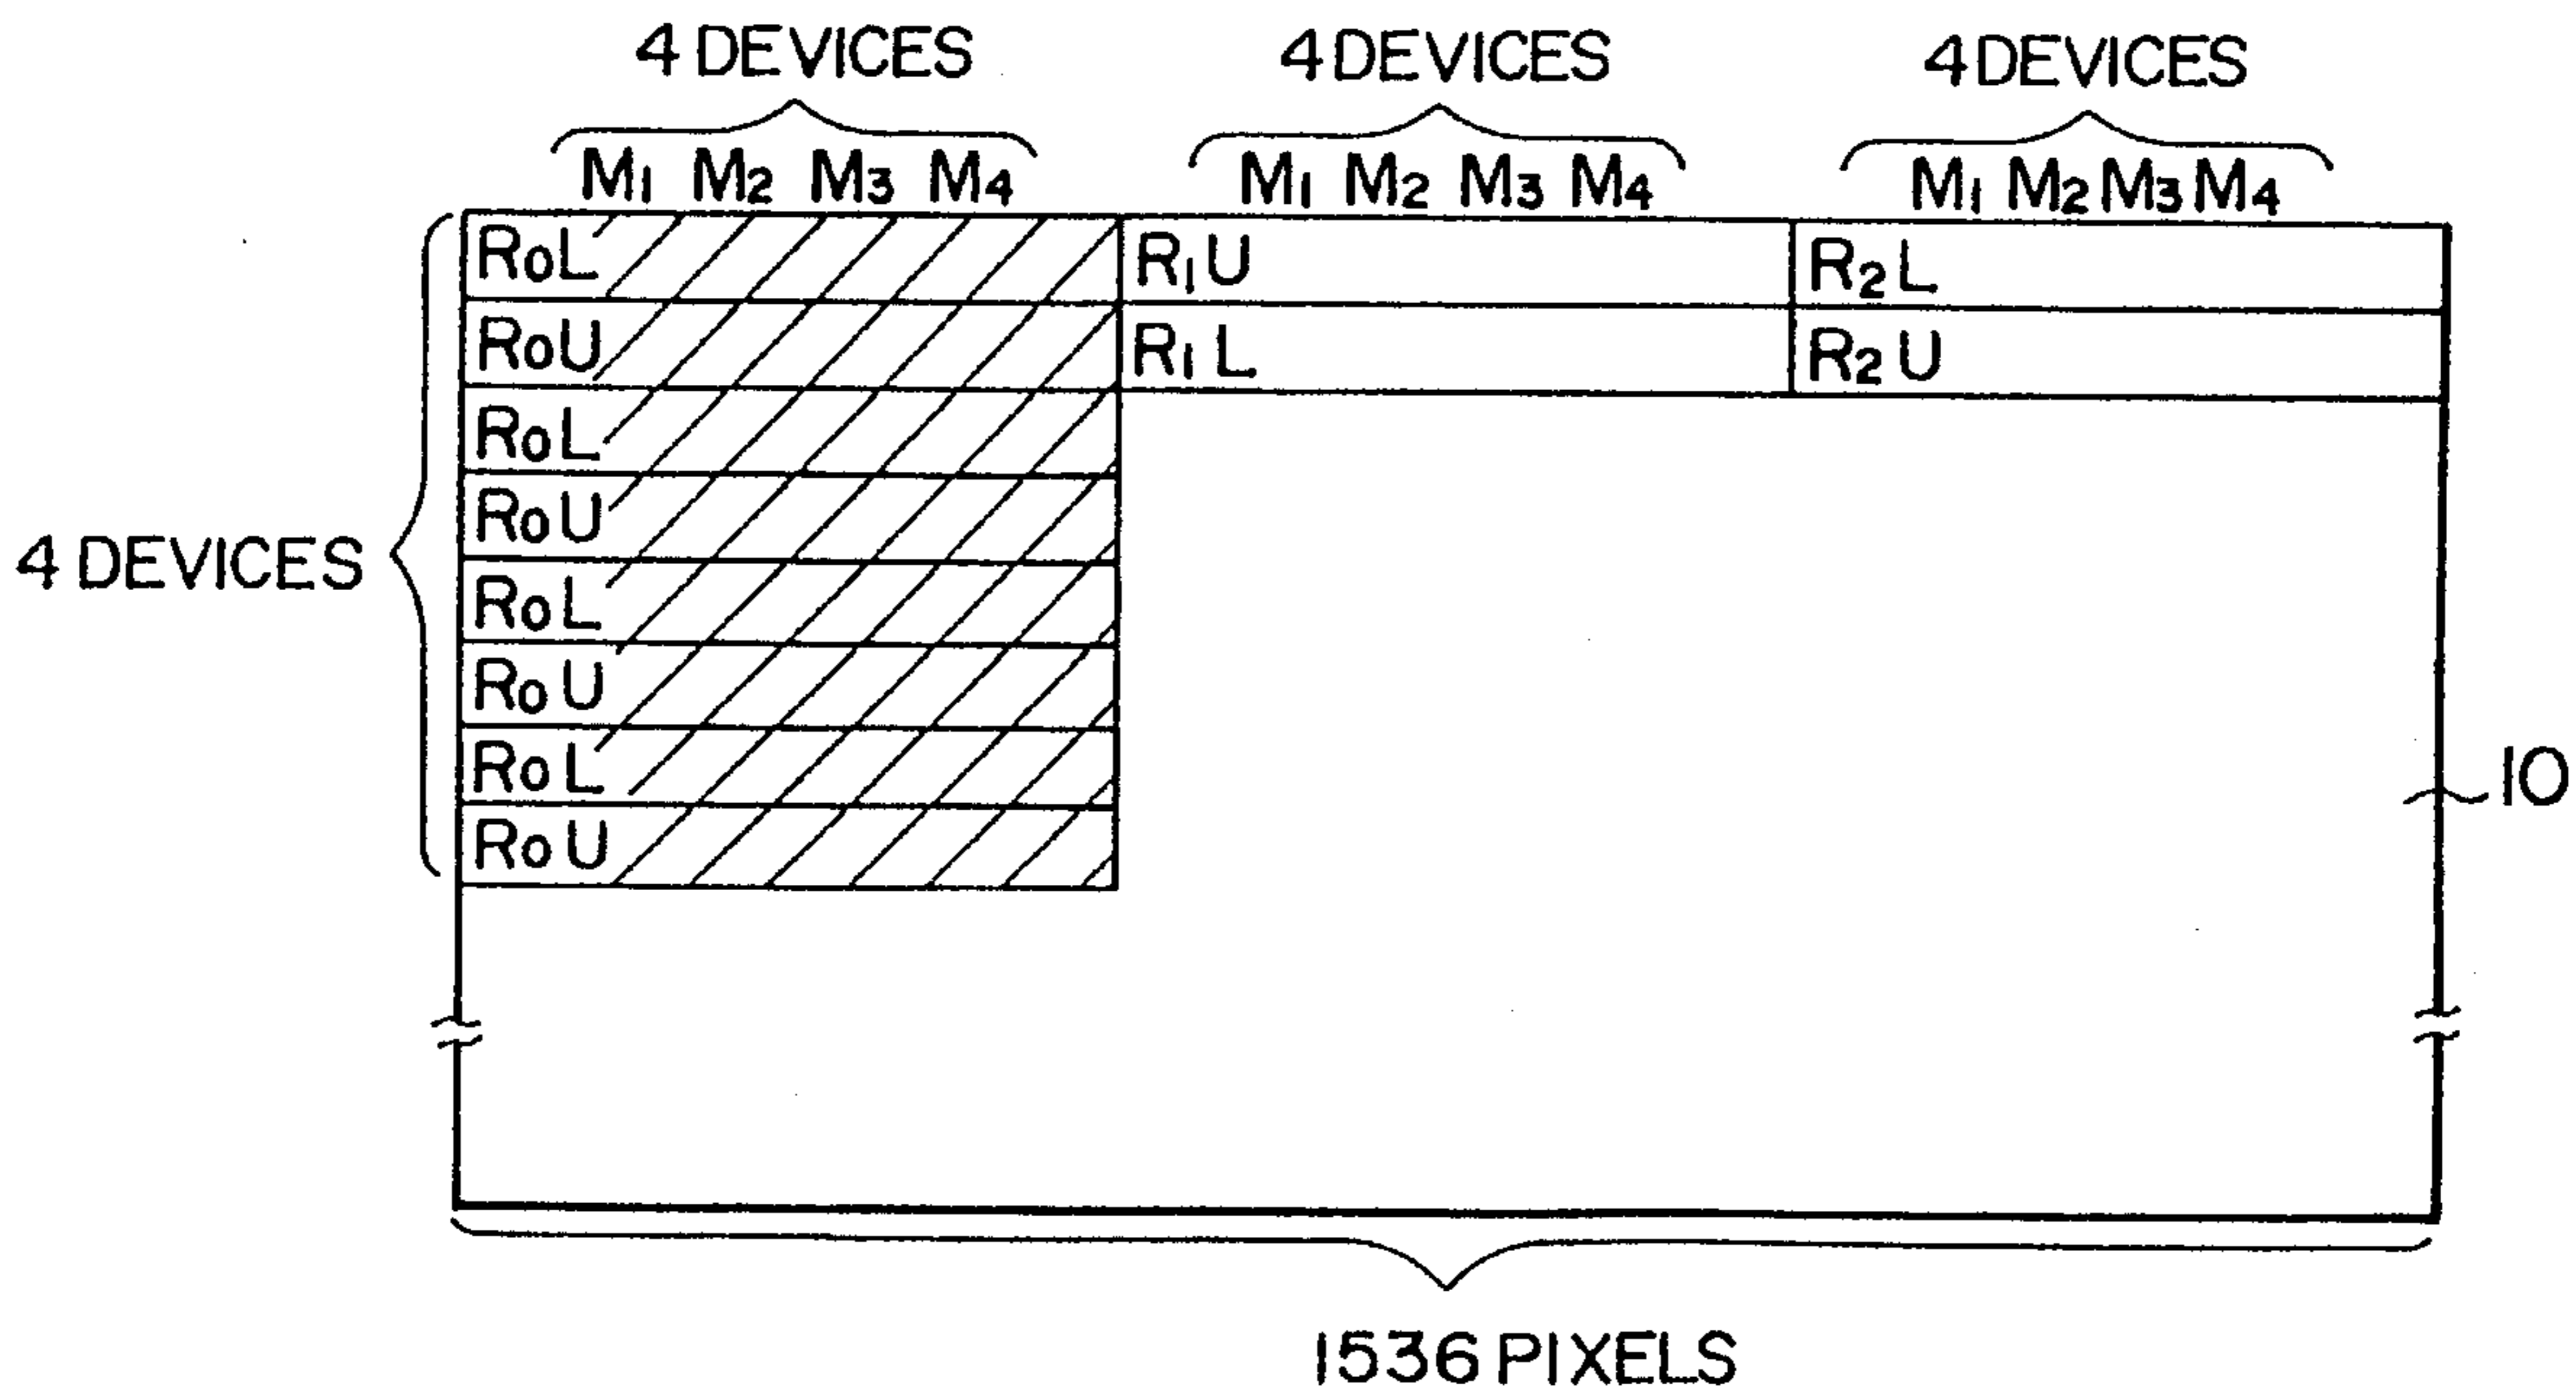 4 DEVICES 4 DEVICES 4 DEVICES
M1 M2 M3 M4 M1 M2 M3 M4 M1 M2 M3 M4
R0L R1U R2L
R0U R1L R2U
R0L
R0U
4 DEVICES
R0L
R0U
R0L
10
R0U
1536 PIXELS